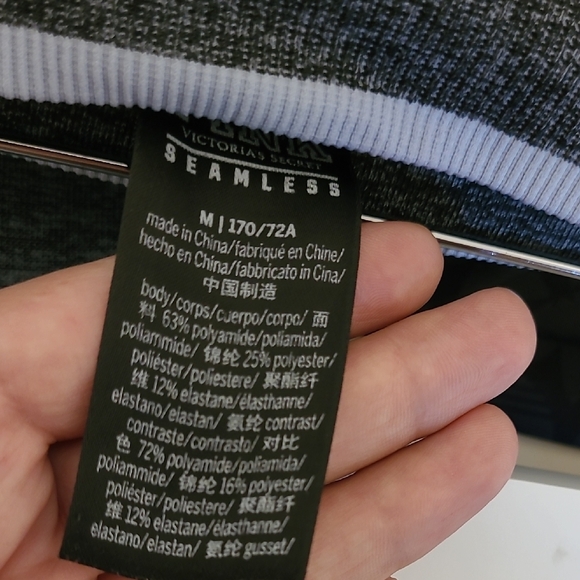 PINK
VICTORIAS SECRET
SEAMLESS
M | 170/72A
made in China/fabriqué en Chine/
hecho en China/fabbricato in Cina/
中国制造
body/corps/cuerpo/corpo/ 面
料 63% polyamide/poliamida/
poliammide/ 锦纶 25% polyester/
poliéster/poliestere/ 聚酯纤
维 12% elastane/élasthanne/
elastano/elastan/ 氨纶 contrast/
contraste/contrasto/ 对比
色 72% polyamide/poliamida/
poliammide/ 锦纶 16% polyester/
poliéster/poliestere/ 聚酯纤
维 12% elastane/élasthanne/
elastano/elastan/ 氨纶 gusset/